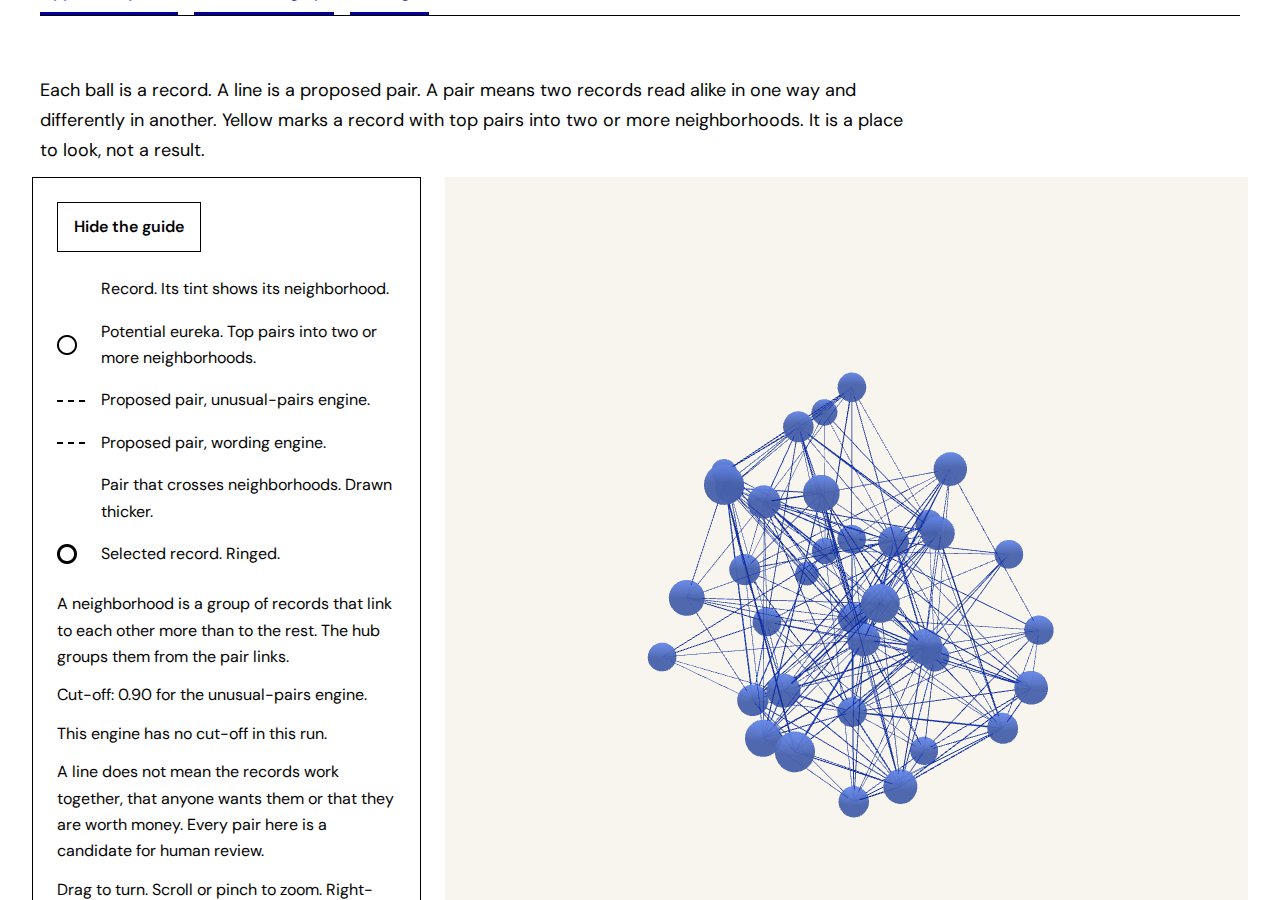 Each ball is a record. A line is a proposed pair. A pair means two records read alike in one way and
differently in another. Yellow marks a record with top pairs into two or more neighborhoods. It is a place
to look, not a result.
Hide the guide
Record. Its tint shows its neighborhood.
Potential eureka. Top pairs into two or
more neighborhoods.
Proposed pair, unusual-pairs engine.
Proposed pair, wording engine.
Pair that crosses neighborhoods. Drawn
thicker.
Selected record. Ringed.
A neighborhood is a group of records that link
to each other more than to the rest. The hub
groups them from the pair links.
Cut-off: 0.90 for the unusual-pairs engine.
This engine has no cut-off in this run.
A line does not mean the records work
together, that anyone wants them or that they
are worth money. Every pair here is a
candidate for human review.
Drag to turn. Scroll or pinch to zoom. Right-